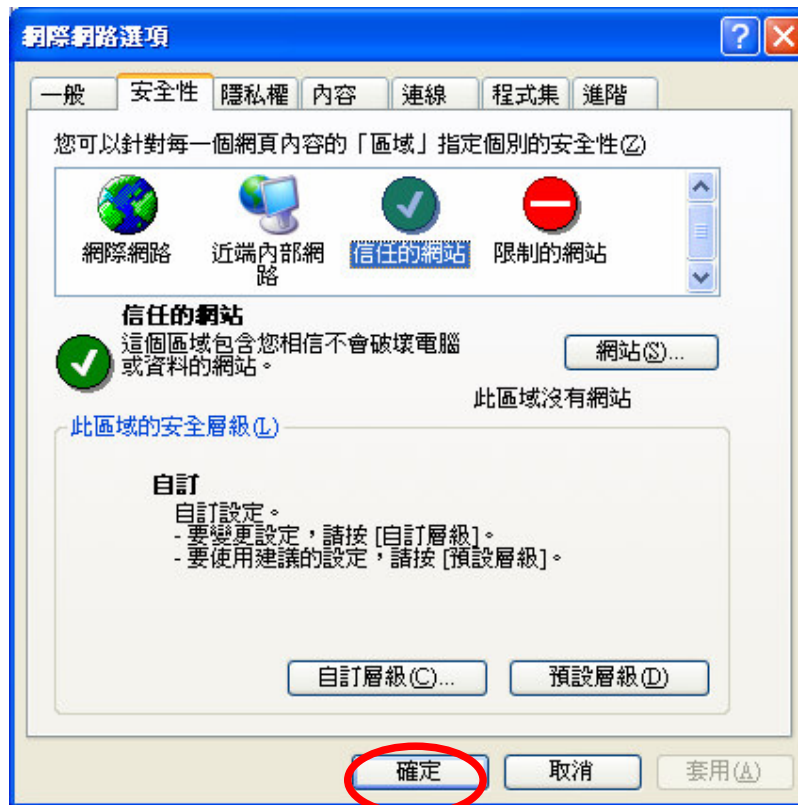 網際網路選項
一般 安全性 隱私權 內容 連線 程式集 進階
您可以針對每一個網頁內容的「區域」指定個別的安全性(Z)
網際網路 近端內部網路 信任的網站 限制的網站
信任的網站
這個區域包含您相信不會破壞電腦
或資料的網站。
網站(S)...
此區域沒有網站
此區域的安全層級(L)
自訂
自訂設定。
- 要變更設定，請按 [自訂層級]。
- 要使用建議的設定，請按 [預設層級]。
自訂層級(C)... 預設層級(D)
確定 取消 套用(A)